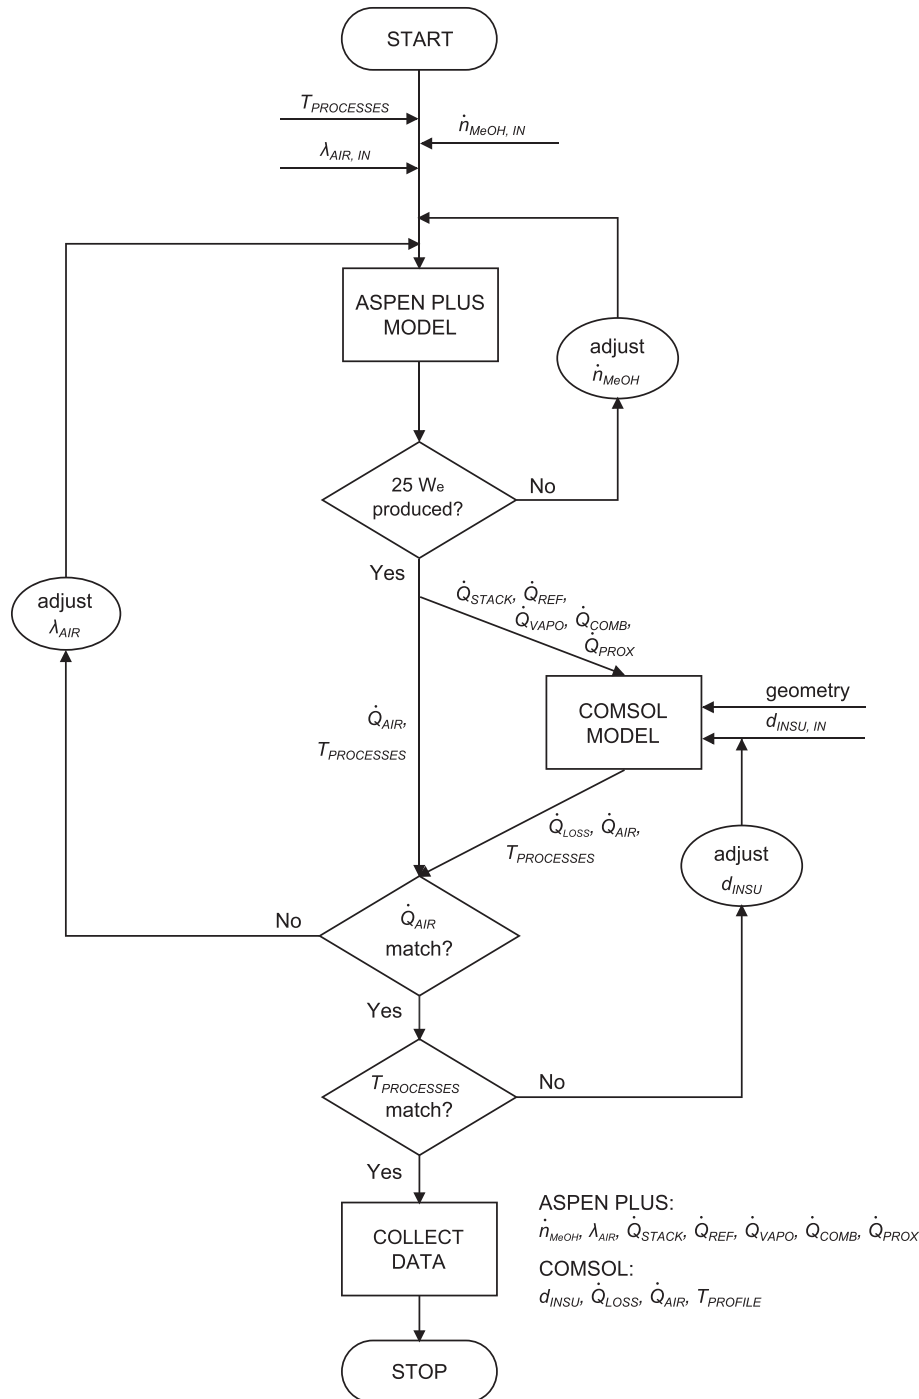 START
T_PROCESSES
ṅ_MeOH, IN
λ_AIR, IN
ASPEN PLUS
MODEL
adjust
ṅ_MeOH
25 Wₑ
produced?
No
Yes
adjust
λ_AIR
Q̇_STACK, Q̇_REF,
Q̇_VAPO, Q̇_COMB,
Q̇_PROX
COMSOL
MODEL
geometry
d_INSU, IN
Q̇_AIR,
T_PROCESSES
Q̇_LOSS, Q̇_AIR,
T_PROCESSES
adjust
d_INSU
Q̇_AIR
match?
No
Yes
T_PROCESSES
match?
No
Yes
COLLECT
DATA
ASPEN PLUS:
ṅ_MeOH, λ_AIR, Q̇_STACK, Q̇_REF, Q̇_VAPO, Q̇_COMB, Q̇_PROX
COMSOL:
d_INSU, Q̇_LOSS, Q̇_AIR, T_PROFILE
STOP